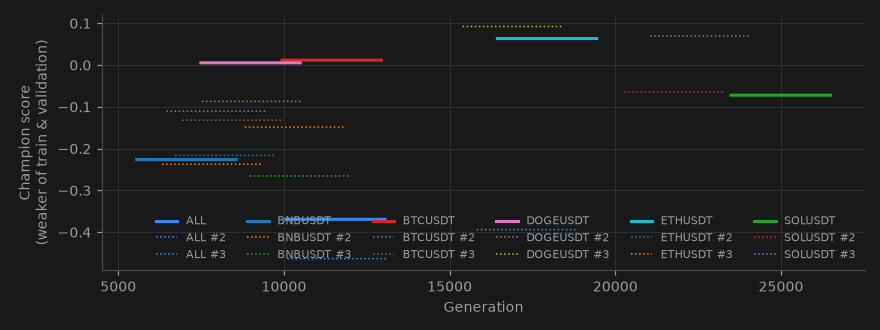 0.1
0.0
−0.1
−0.2
−0.3
−0.4
Champion score
(weaker of train & validation)
ALL
BNBUSDT
BTCUSDT
DOGEUSDT
ETHUSDT
SOLUSDT
ALL #2
BNBUSDT #2
BTCUSDT #2
DOGEUSDT #2
ETHUSDT #2
SOLUSDT #2
ALL #3
BNBUSDT #3
BTCUSDT #3
DOGEUSDT #3
ETHUSDT #3
SOLUSDT #3
5000
10000
15000
20000
25000
Generation